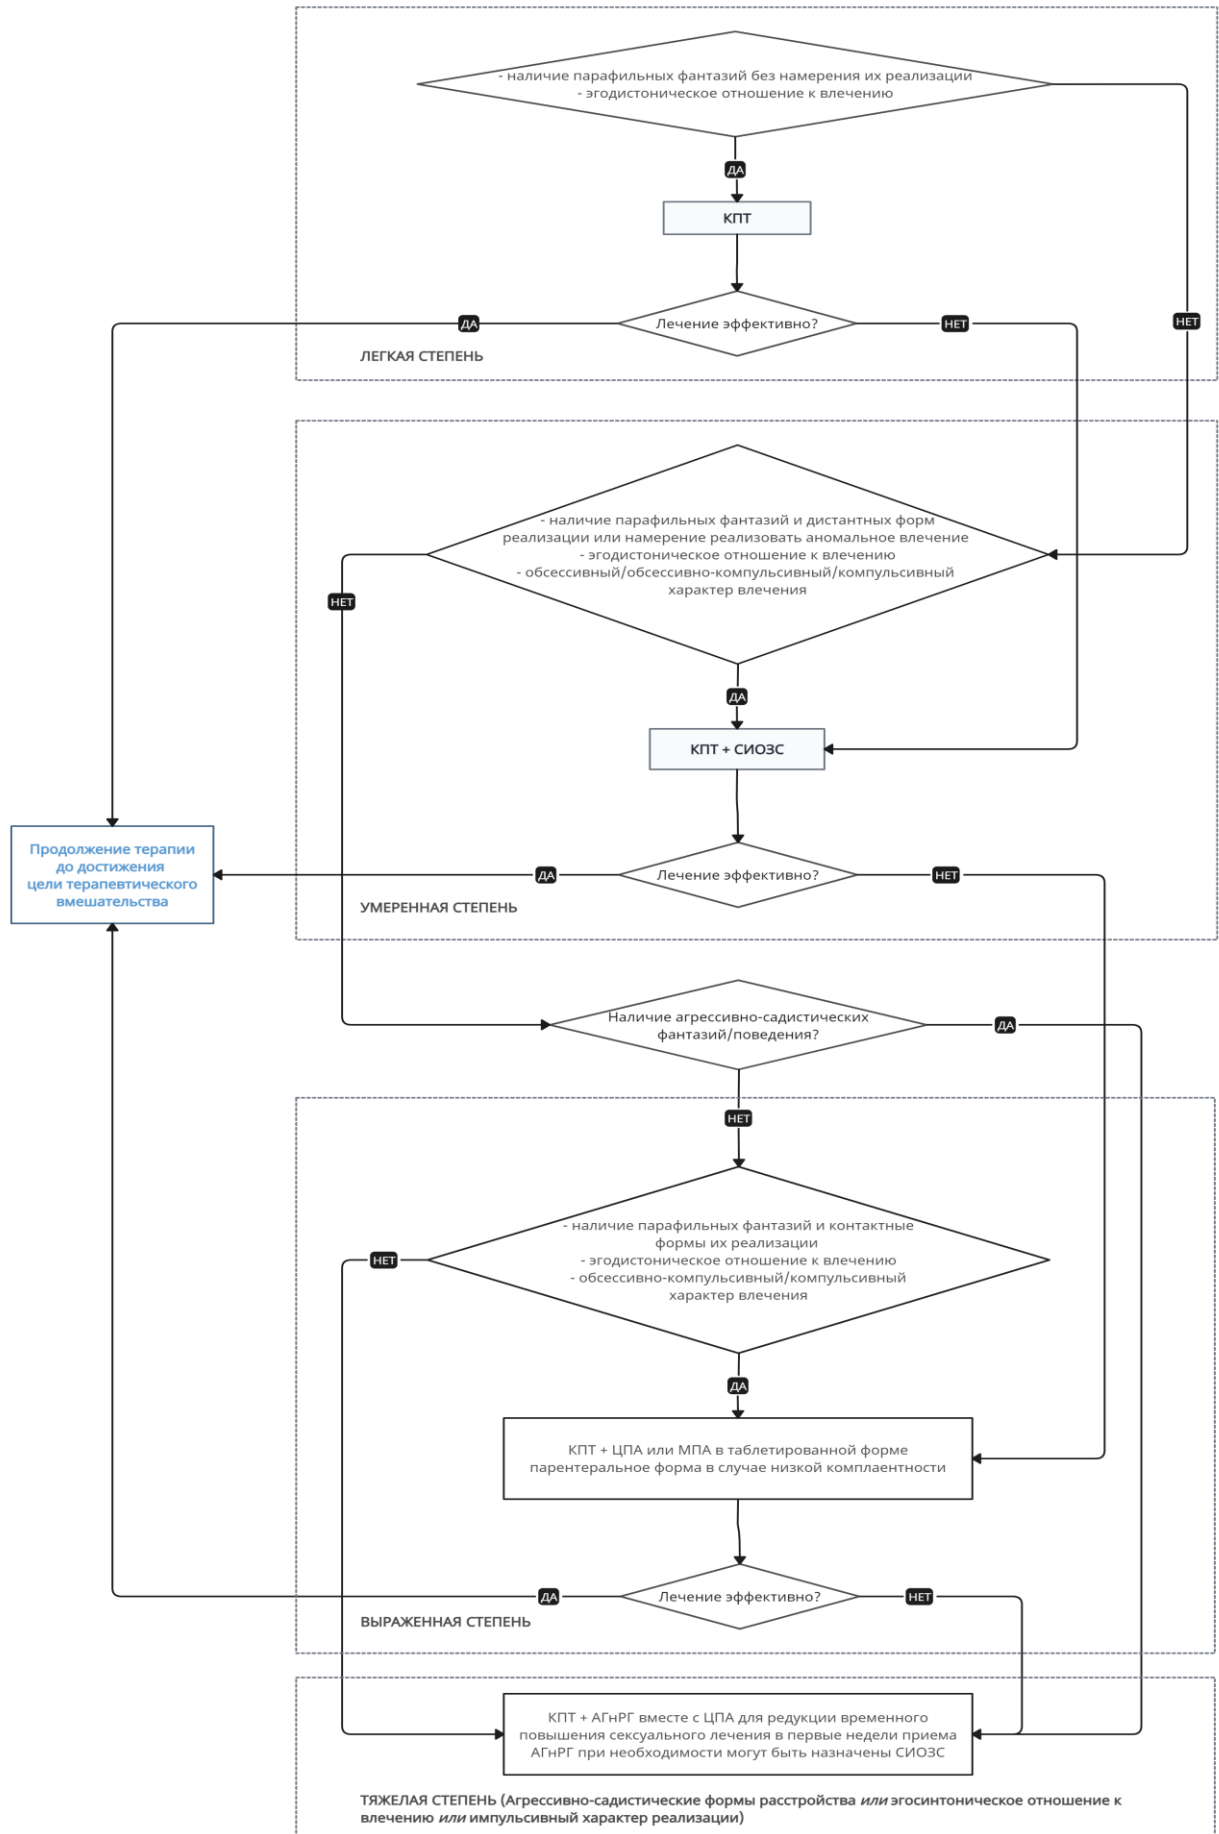 - наличие парафильных фантазий без намерения их реализации
- эгодистоническое отношение к влечению
ДА
КПТ
Лечение эффективно?
ДА
НЕТ
НЕТ
ЛЕГКАЯ СТЕПЕНЬ
- наличие парафильных фантазий и дистантных форм
реализации или намерение реализовать аномальное влечение
- эгодистоническое отношение к влечению
- обсессивный/обсессивно-компульсивный/компульсивный
характер влечения
НЕТ
ДА
КПТ + СИОЗС
Продолжение терапии
до достижения
цели терапевтического
вмешательства
ДА
Лечение эффективно?
НЕТ
УМЕРЕННАЯ СТЕПЕНЬ
Наличие агрессивно-садистических
фантазий/поведения?
ДА
НЕТ
- наличие парафильных фантазий и контактные
формы их реализации
- эгодистоническое отношение к влечению
- обсессивно-компульсивный/компульсивный
характер влечения
НЕТ
ДА
КПТ + ЦПА или МПА в таблетированной форме
парентеральное форма в случае низкой комплаентности
ДА
Лечение эффективно?
НЕТ
ВЫРАЖЕННАЯ СТЕПЕНЬ
КПТ + АГнРГ вместе с ЦПА для редукции временного
повышения сексуального лечения в первые недели приема
АГнРГ при необходимости могут быть назначены СИОЗС
ТЯЖЕЛАЯ СТЕПЕНЬ (Агрессивно-садистические формы расстройства или эгосинтоническое отношение к
влечению или импульсивный характер реализации)